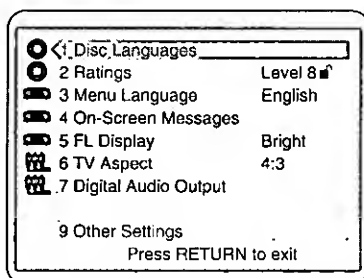 1 Disc Languages
2 Ratings Level 8
3 Menu Language English
4 On-Screen Messages
5 FL Display Bright
6 TV Aspect 4:3
7 Digital Audio Output
9 Other Settings
Press RETURN to exit